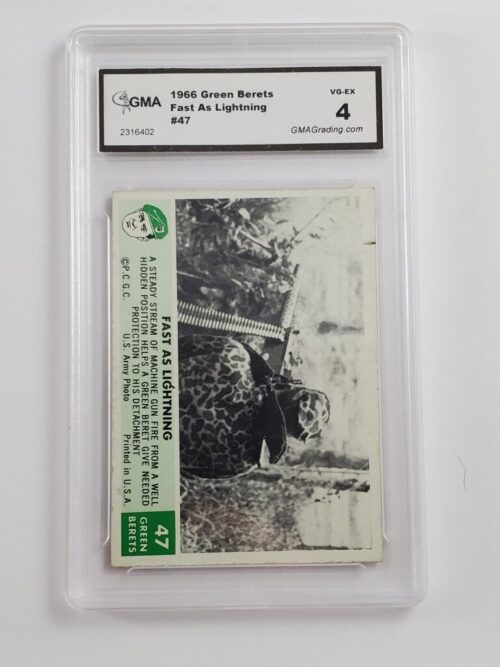 GMA
2316402
1966 Green Berets
Fast As Lightning
#47
VG-EX
4
GMAGrading.com
FAST AS LIGHTNING
A STEADY STREAM OF MACHINE GUN FIRE FROM A WELL
HIDDEN POSITION HELPS A GREEN BERET GIVE NEEDED
PROTECTION TO HIS DETACHMENT
©P.C.G.C. U.S. Army Photo Printed in U.S.A.
47
GREEN
BERETS